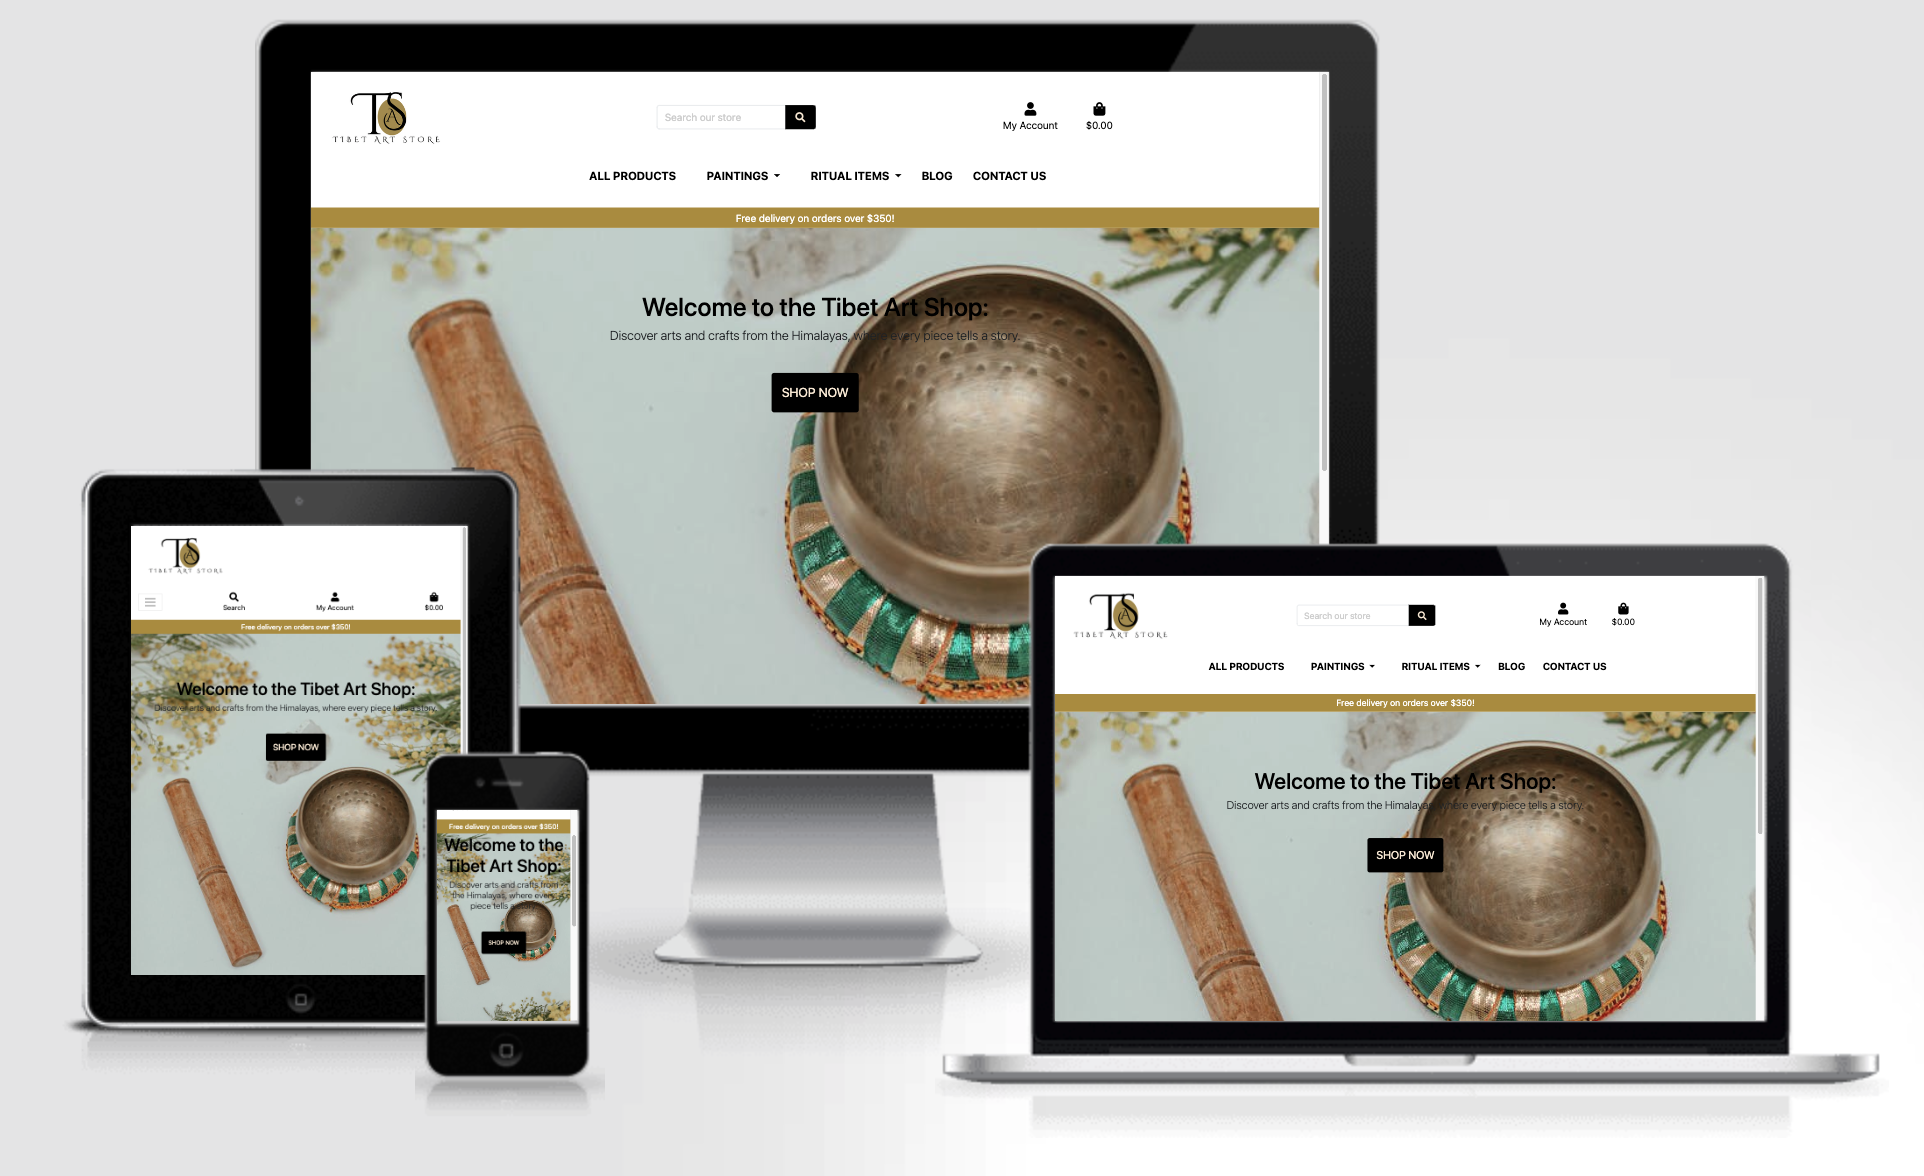 TAS
TIBET ART STORE
Search our store
My Account
$0.00
ALL PRODUCTS
PAINTINGS
RITUAL ITEMS
BLOG
CONTACT US
Free delivery on orders over $350!
Welcome to the Tibet Art Shop:
Discover arts and crafts from the Himalayas, where every piece tells a story.
SHOP NOW
TAS
TIBET ART STORE
Search
My Account
$0.00
Free delivery on orders over $350!
Welcome to the Tibet Art Shop:
Discover arts and crafts from the Himalayas, where every piece tells a story.
SHOP NOW
Free delivery on orders over $350!
Welcome to the
Tibet Art Shop:
Discover arts and crafts from
the Himalayas, where every
piece tells a story.
SHOP NOW
TAS
TIBET ART STORE
Search our store
My Account
$0.00
ALL PRODUCTS
PAINTINGS
RITUAL ITEMS
BLOG
CONTACT US
Free delivery on orders over $350!
Welcome to the Tibet Art Shop:
Discover arts and crafts from the Himalayas, where every piece tells a story.
SHOP NOW